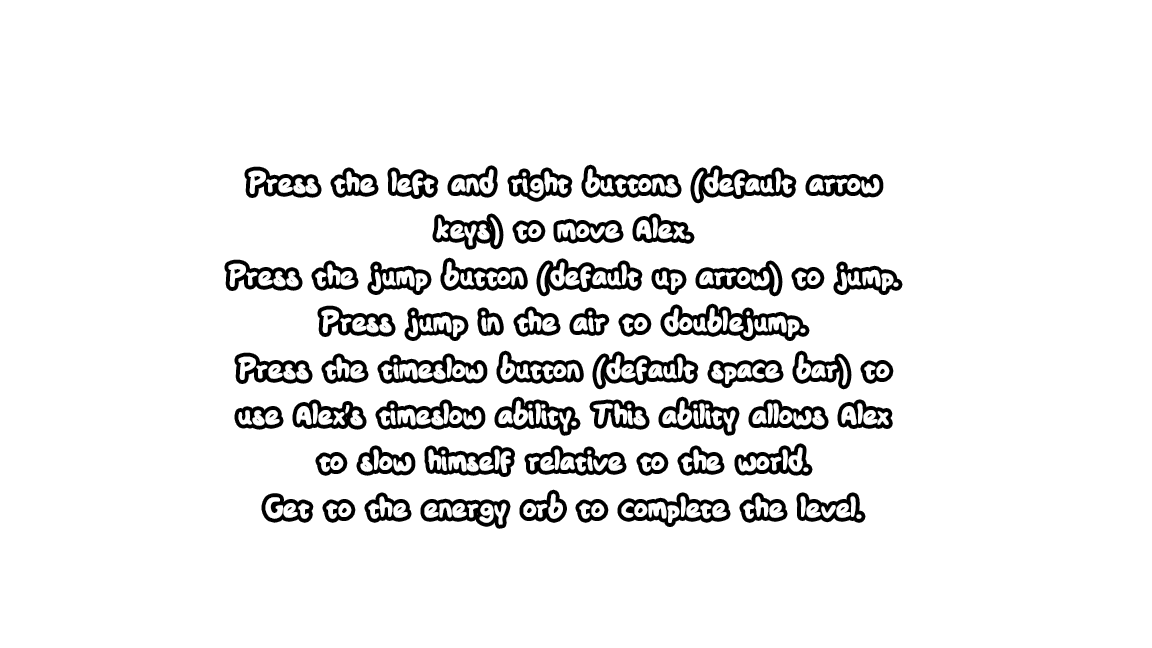 Press the left and right buttons (default arrow
keys) to move Alex.
Press the jump button (default up arrow) to jump.
Press jump in the air to doublejump.
Press the timeslow button (default space bar) to
use Alex's timeslow ability. This ability allows Alex
to slow himself relative to the world.
Get to the energy orb to complete the level.